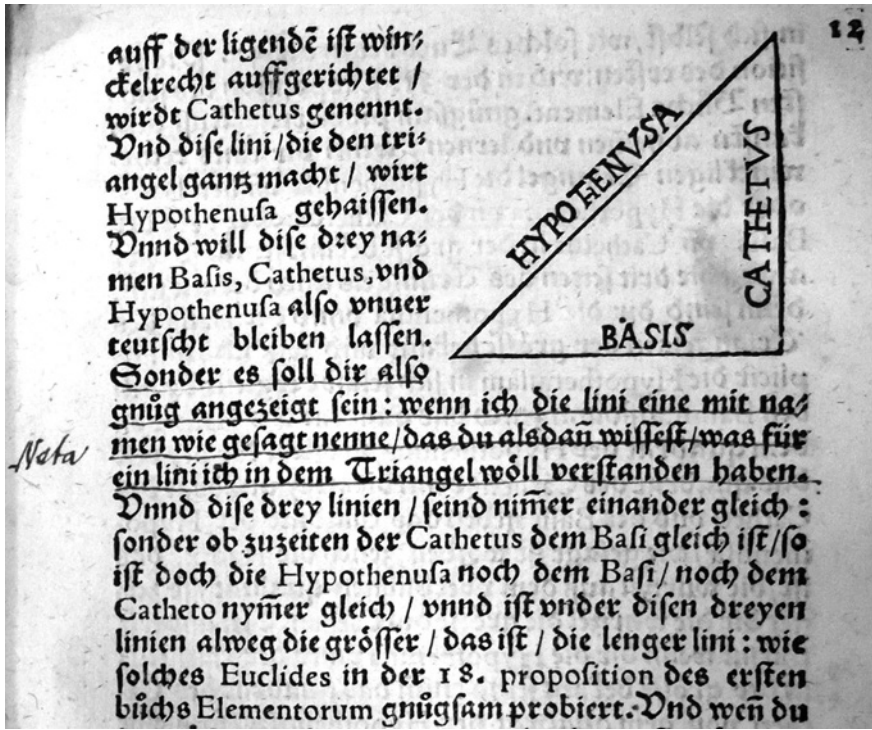 12
auff der ligendẽ ist win⸗
ckelrecht auffgerichtet /
wirdt Cathetus genennt.
Vnd dise lini / die den tri⸗
angel gantz macht / wirt
Hypothenusa gehaissen.
Vnnd will dise drey na⸗
men Basis, Cathetus, vnd
Hypothenusa also vnuer
teutscht bleiben lassen.
Sonder es soll dir also
gnůg angezeigt sein : wenn ich die lini eine mit na⸗
men wie gesagt nenne / das du alsdañ wissest / was für
ein lini ich in dem Triangel wöll verstanden haben.
Vnnd dise drey linien / seind nim̃er einander gleich :
sonder ob zuzeiten der Cathetus dem Basi gleich ist / so
ist doch die Hypothenusa noch dem Basi / noch dem
Catheto nym̃er gleich / vnnd ist vnder disen dreyen
linien alweg die grösser / das ist / die lenger lini : wie
solches Euclides in der 18. proposition des ersten
bůchs Elementorum gnůgsam probiert. Vnd weñ du
HYPOTHENVSA
CATHETVS
BASIS
Nota